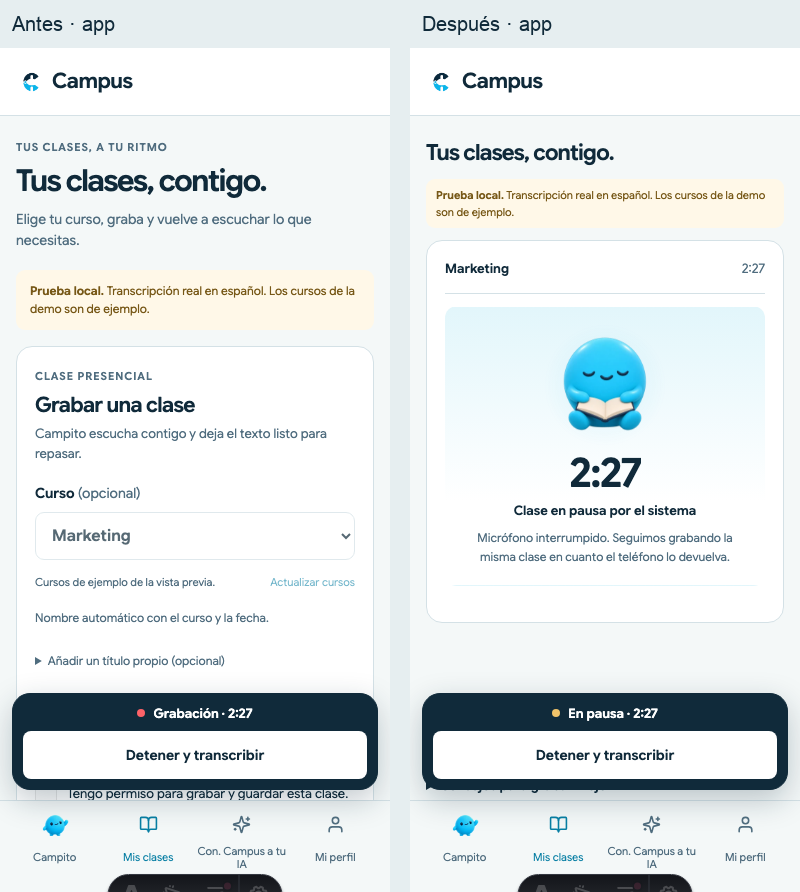 Antes · app
Campus
TUS CLASES, A TU RITMO
Tus clases, contigo.
Elige tu curso, graba y vuelve a escuchar lo que
necesitas.
Prueba local. Transcripción real en español. Los cursos de la
demo son de ejemplo.
CLASE PRESENCIAL
Grabar una clase
Campito escucha contigo y deja el texto listo para
repasar.
Curso (opcional)
Marketing
Cursos de ejemplo de la vista previa.
Actualizar cursos
Nombre automático con el curso y la fecha.
Añadir un título propio (opcional)
Grabación · 2:27
Detener y transcribir
Tengo permiso para grabar y guardar esta clase.
Campito
Mis clases
Con. Campus a tu
IA
Mi perfil
Después · app
Campus
Tus clases, contigo.
Prueba local. Transcripción real en español. Los cursos de la demo
son de ejemplo.
Marketing
2:27
2:27
Clase en pausa por el sistema
Micrófono interrumpido. Seguimos grabando la
misma clase en cuanto el teléfono lo devuelva.
En pausa · 2:27
Detener y transcribir
Campito
Mis clases
Con. Campus a tu
IA
Mi perfil